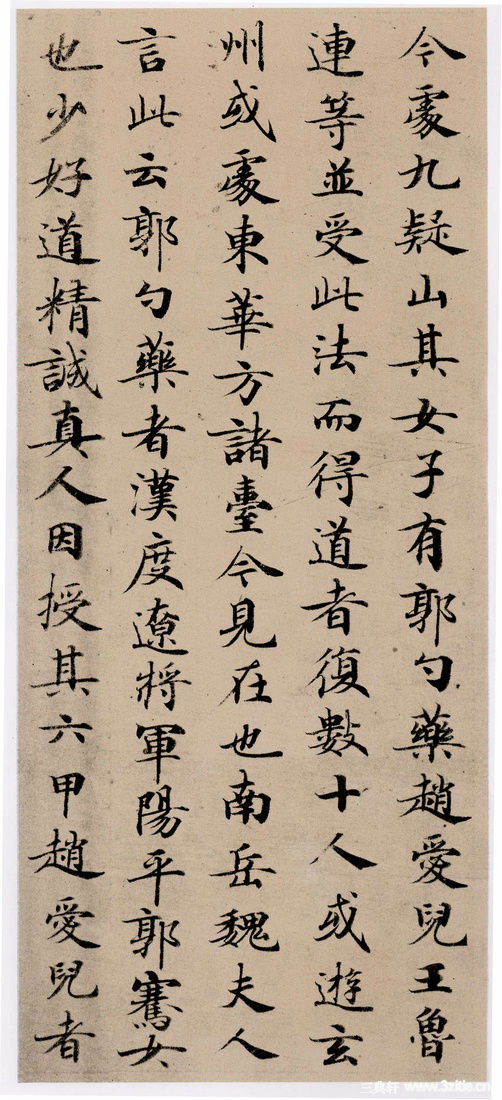 今處九疑山其女子有郭勺藥趙愛兒王魯
連等並受此法而得道者復數十人或遊玄
州或處東華方諸臺今見在也南岳魏夫人
言此云郭勺藥者漢度遼將軍陽平郭騫女
也少好道精誠真人因授其六甲趙愛兒者
三典轩 www.3zitie.cn